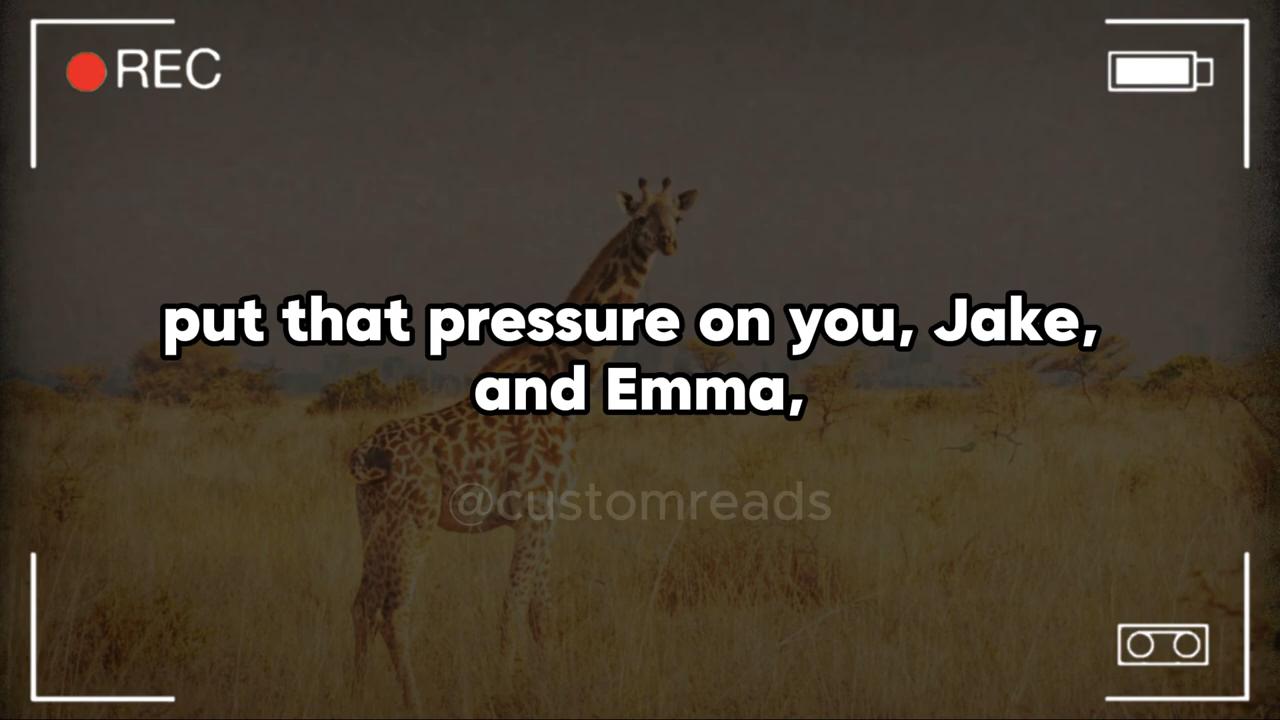 REC
put that pressure on you, Jake,
and Emma,
@customreads